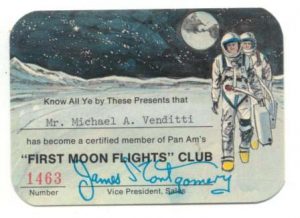 Know All Ye by These Presents that
Mr. Michael A. Venditti
has become a certified member of Pan Am's
"FIRST MOON FLIGHTS" CLUB
1463
James Montgomery
Number
Vice President, Sales